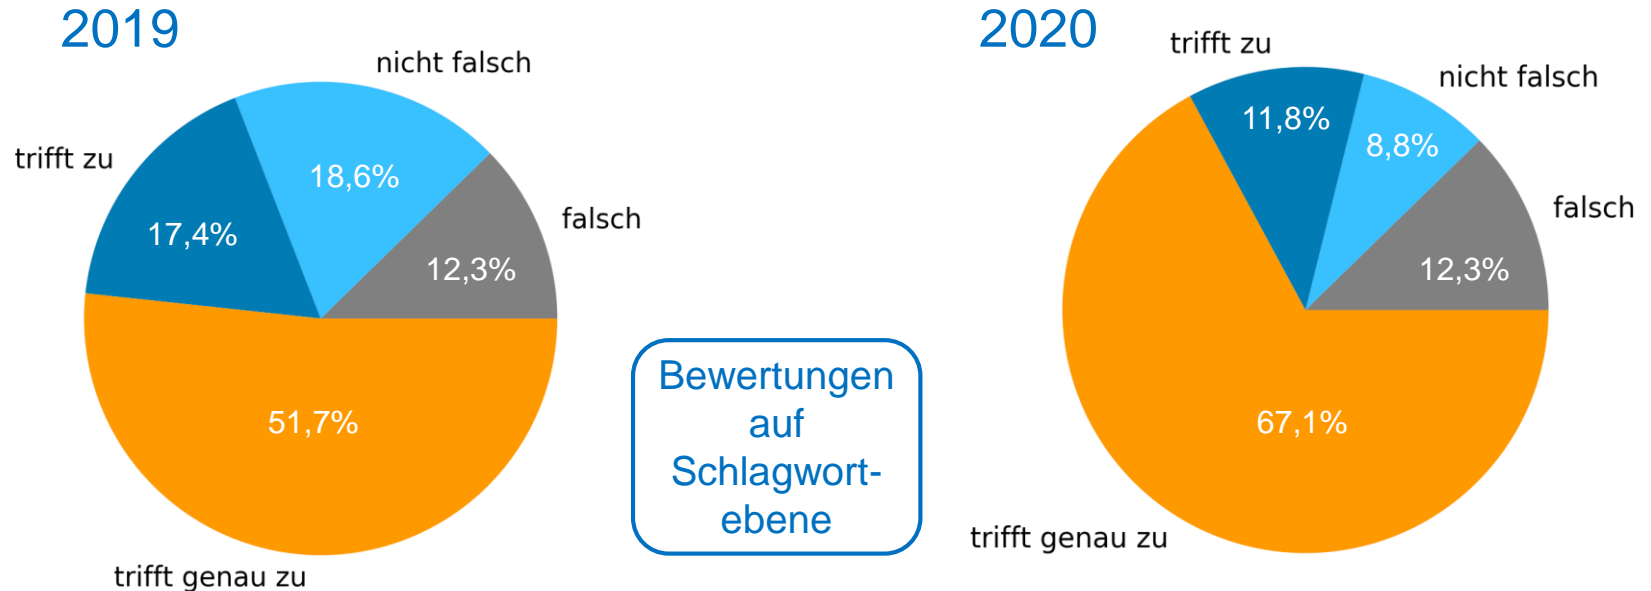 2019
nicht falsch
trifft zu
18,6%
17,4%
falsch
12,3%
51,7%
trifft genau zu
Bewertungen
auf
Schlagwort-
ebene
2020
trifft zu
nicht falsch
11,8%
8,8%
falsch
12,3%
67,1%
trifft genau zu